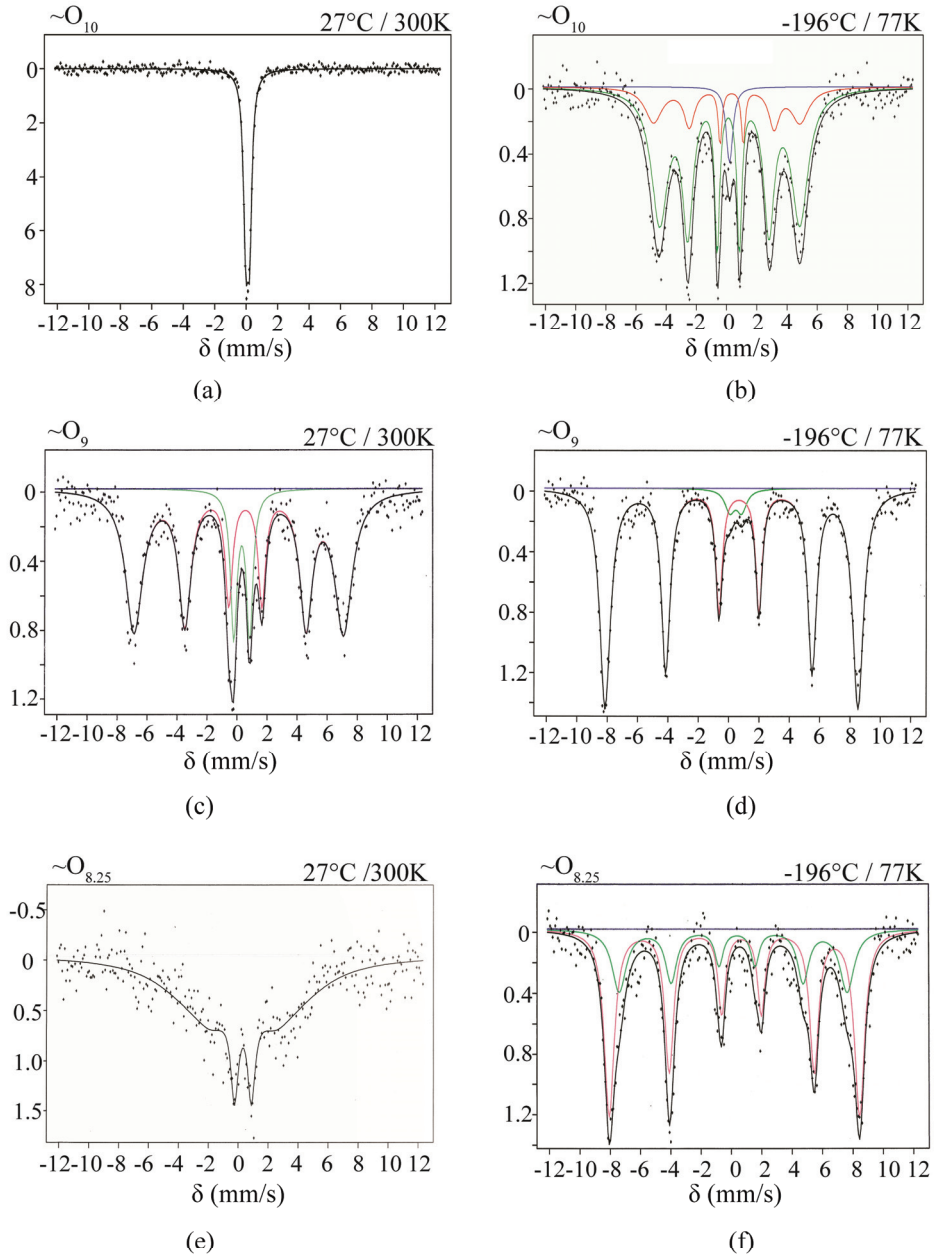 ~O10 27°C / 300K
0
2
4
6
8
-12-10 -8 -6 -4 -2 0 2 4 6 8 10 12
δ (mm/s)
(a)
~O10 -196°C / 77K
0
0.4
0.8
1.2
-12-10 -8 -6 -4 -2 0 2 4 6 8 10 12
δ (mm/s)
(b)
~O9 27°C / 300K
0
0.4
0.8
1.2
-12-10 -8 -6 -4 -2 0 2 4 6 8 10 12
δ (mm/s)
(c)
~O9 -196°C / 77K
0
0.4
0.8
1.2
-12-10 -8 -6 -4 -2 0 2 4 6 8 10 12
δ (mm/s)
(d)
~O8.25 27°C /300K
-0.5
0
0.5
1.0
1.5
-12-10 -8 -6 -4 -2 0 2 4 6 8 10 12
δ (mm/s)
(e)
~O8.25 -196°C / 77K
0
0.4
0.8
1.2
-12-10 -8 -6 -4 -2 0 2 4 6 8 10 12
δ (mm/s)
(f)